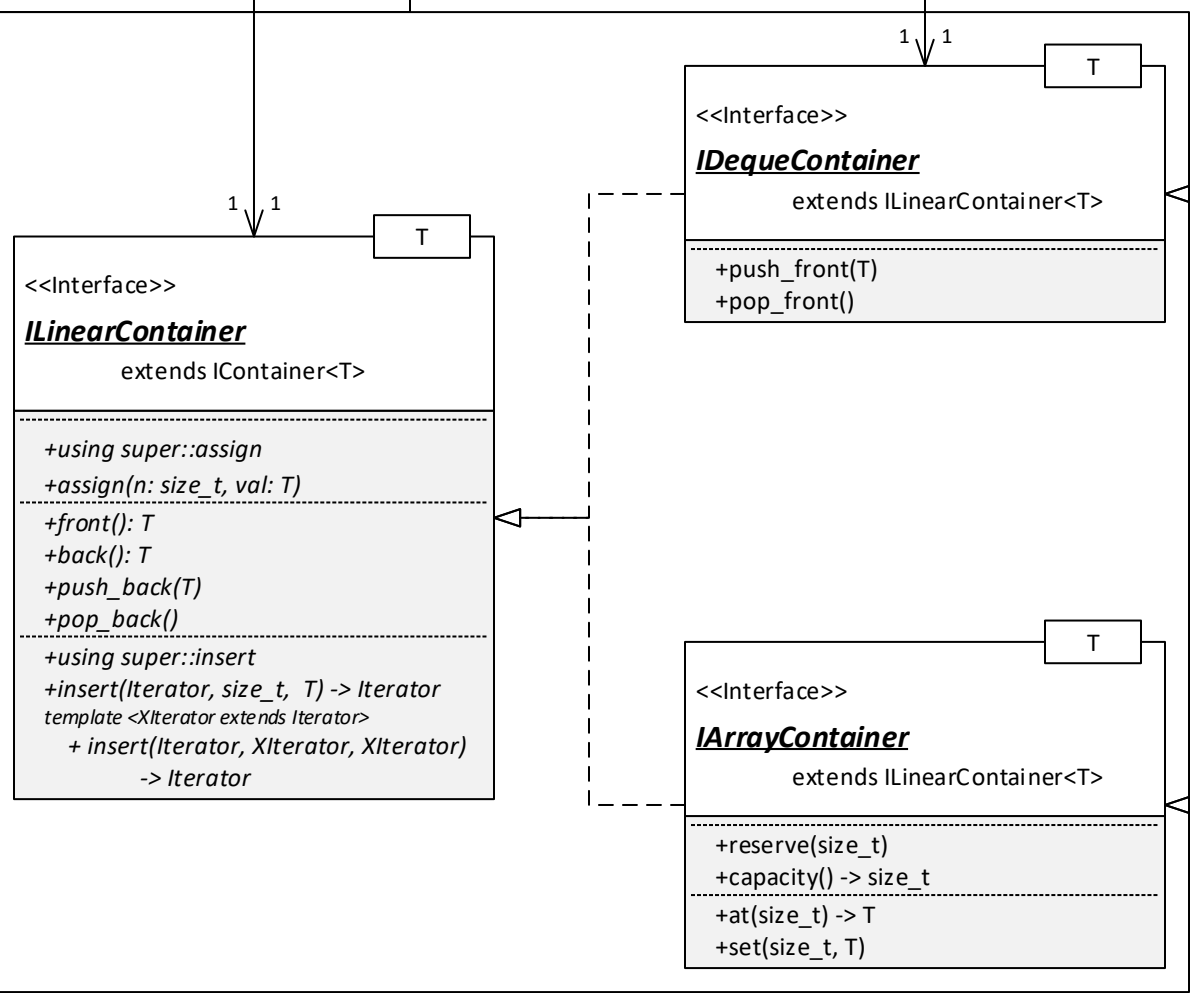 1 1
T
<<Interface>>
IDequeContainer
extends ILinearContainer<T>
+push_front(T)
+pop_front()
1 1
T
<<Interface>>
ILinearContainer
extends IContainer<T>
+using super::assign
+assign(n: size_t, val: T)
+front(): T
+back(): T
+push_back(T)
+pop_back()
+using super::insert
+insert(Iterator, size_t, T) -> Iterator
template <XIterator extends Iterator>
+ insert(Iterator, XIterator, XIterator)
-> Iterator
T
<<Interface>>
IArrayContainer
extends ILinearContainer<T>
+reserve(size_t)
+capacity() -> size_t
+at(size_t) -> T
+set(size_t, T)